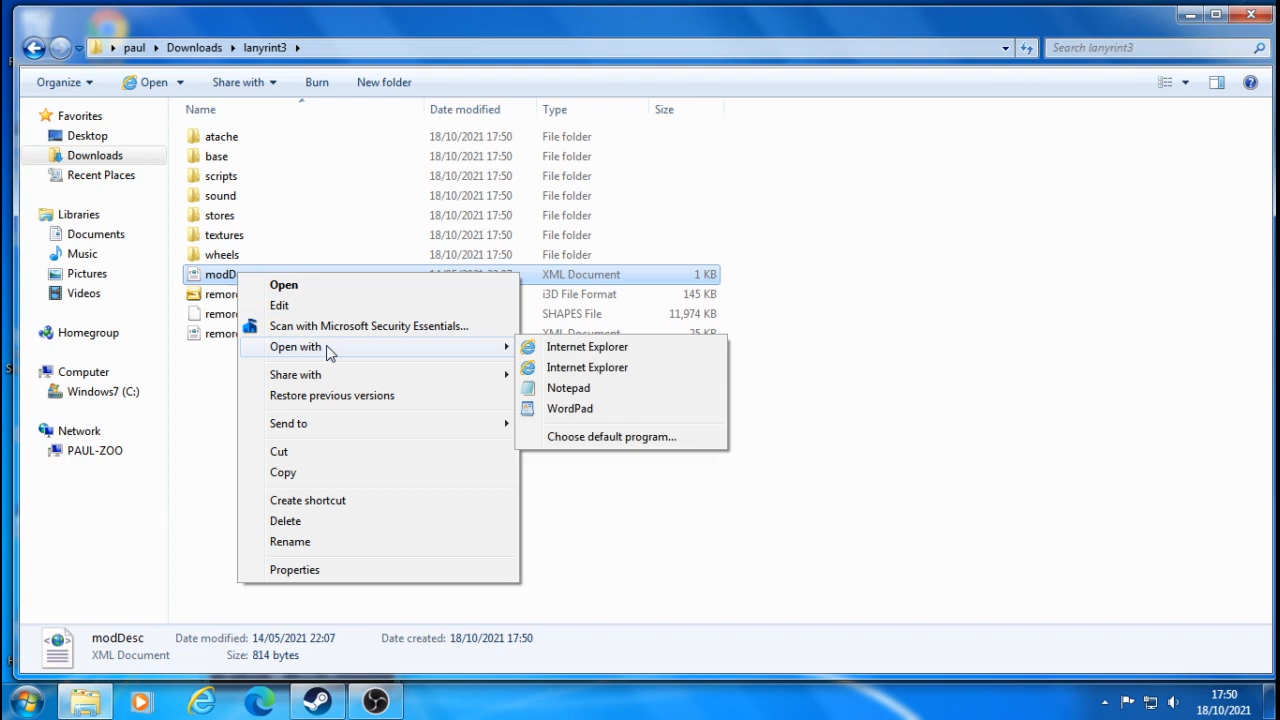 paul Downloads lanyrint3 Search lanyrint3
Organize Open Share with Burn New folder
Name Date modified Type Size
Favorites
Desktop
Downloads
Recent Places
Libraries
Documents
Music
Pictures
Videos
Homegroup
Computer
Windows7 (C:)
Network
PAUL-ZOO
atache 18/10/2021 17:50 File folder
base 18/10/2021 17:50 File folder
scripts 18/10/2021 17:50 File folder
sound 18/10/2021 17:50 File folder
stores 18/10/2021 17:50 File folder
textures 18/10/2021 17:50 File folder
wheels 18/10/2021 17:50 File folder
modD XML Document 1 KB
remore i3D File Format 145 KB
SHAPES File 11,974 KB
25 KB
Open
Edit
Scan with Microsoft Security Essentials...
Open with
Share with
Restore previous versions
Send to
Cut
Copy
Create shortcut
Delete
Rename
Properties
Internet Explorer
Internet Explorer
Notepad
WordPad
Choose default program...
modDesc Date modified: 14/05/2021 22:07 Date created: 18/10/2021 17:50
XML Document Size: 814 bytes
17:50
18/10/2021